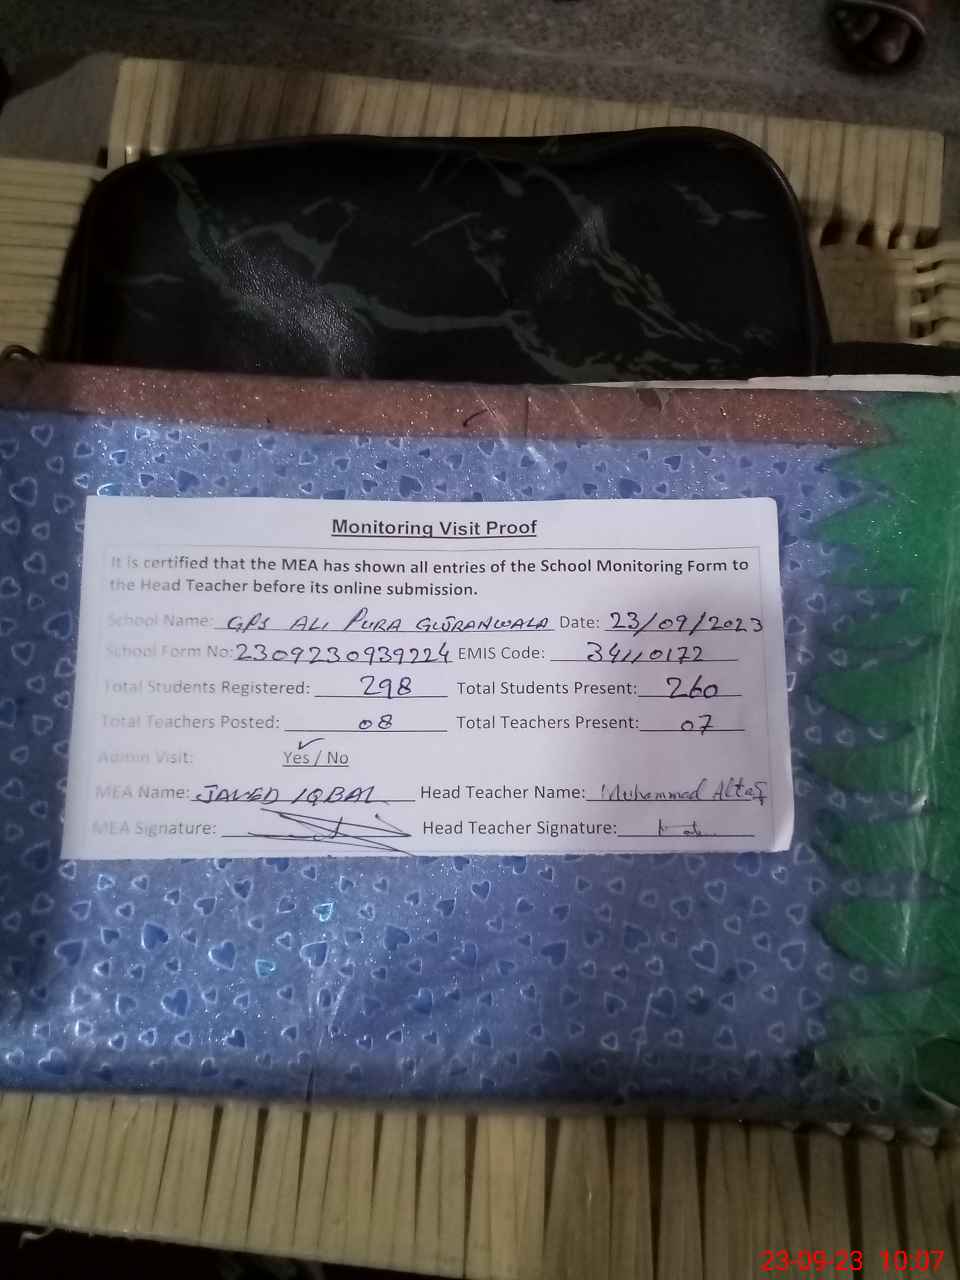 Monitoring Visit Proof
It is certified that the MEA has shown all entries of the School Monitoring Form to
the Head Teacher before its online submission.
School Name: GPS ALI PURA GUJRANWALA Date: 23/09/2023
School Form No: 2309230939224 EMIS Code: 34110172
Total Students Registered: 298 Total Students Present: 260
Total Teachers Posted: 08 Total Teachers Present: 07
Admin Visit: Yes / No
MEA Name: JAVED IQBAL Head Teacher Name: Muhammad Altaf
MEA Signature: Head Teacher Signature:
23-09-23 10:07